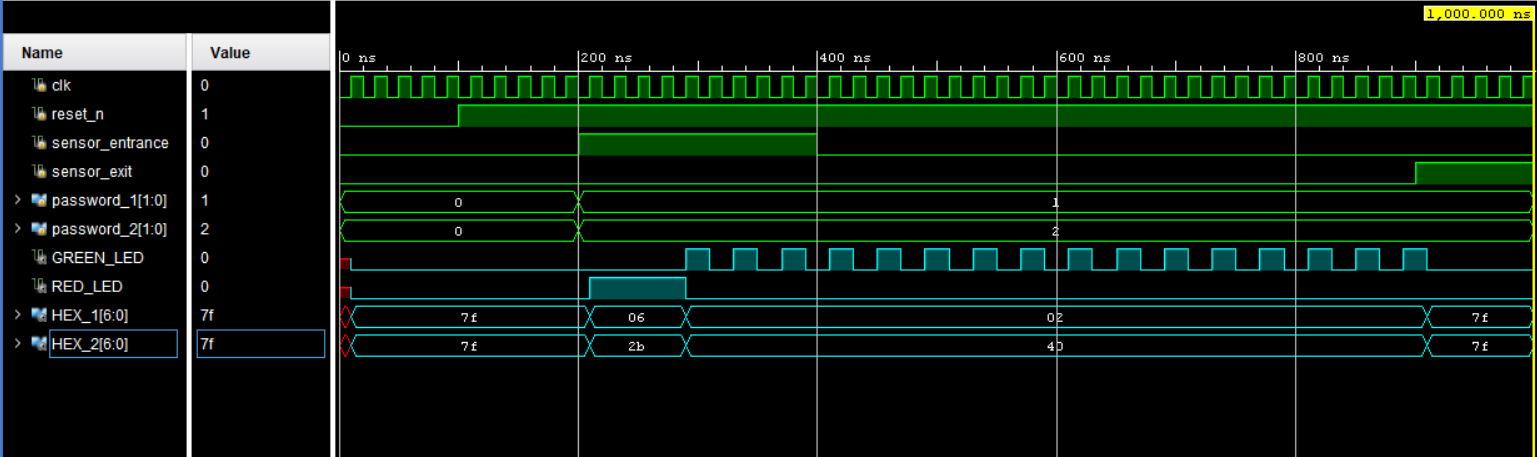 1,000.000 ns
Name Value
0 ns 200 ns 400 ns 600 ns 800 ns
clk 0
reset_n 1
sensor_entrance 0
sensor_exit 0
password_1[1:0] 1 0 1
password_2[1:0] 2 0 2
GREEN_LED 0
RED_LED 0
HEX_1[6:0] 7f 7f 06 02 7f
HEX_2[6:0] 7f 7f 2b 40 7f